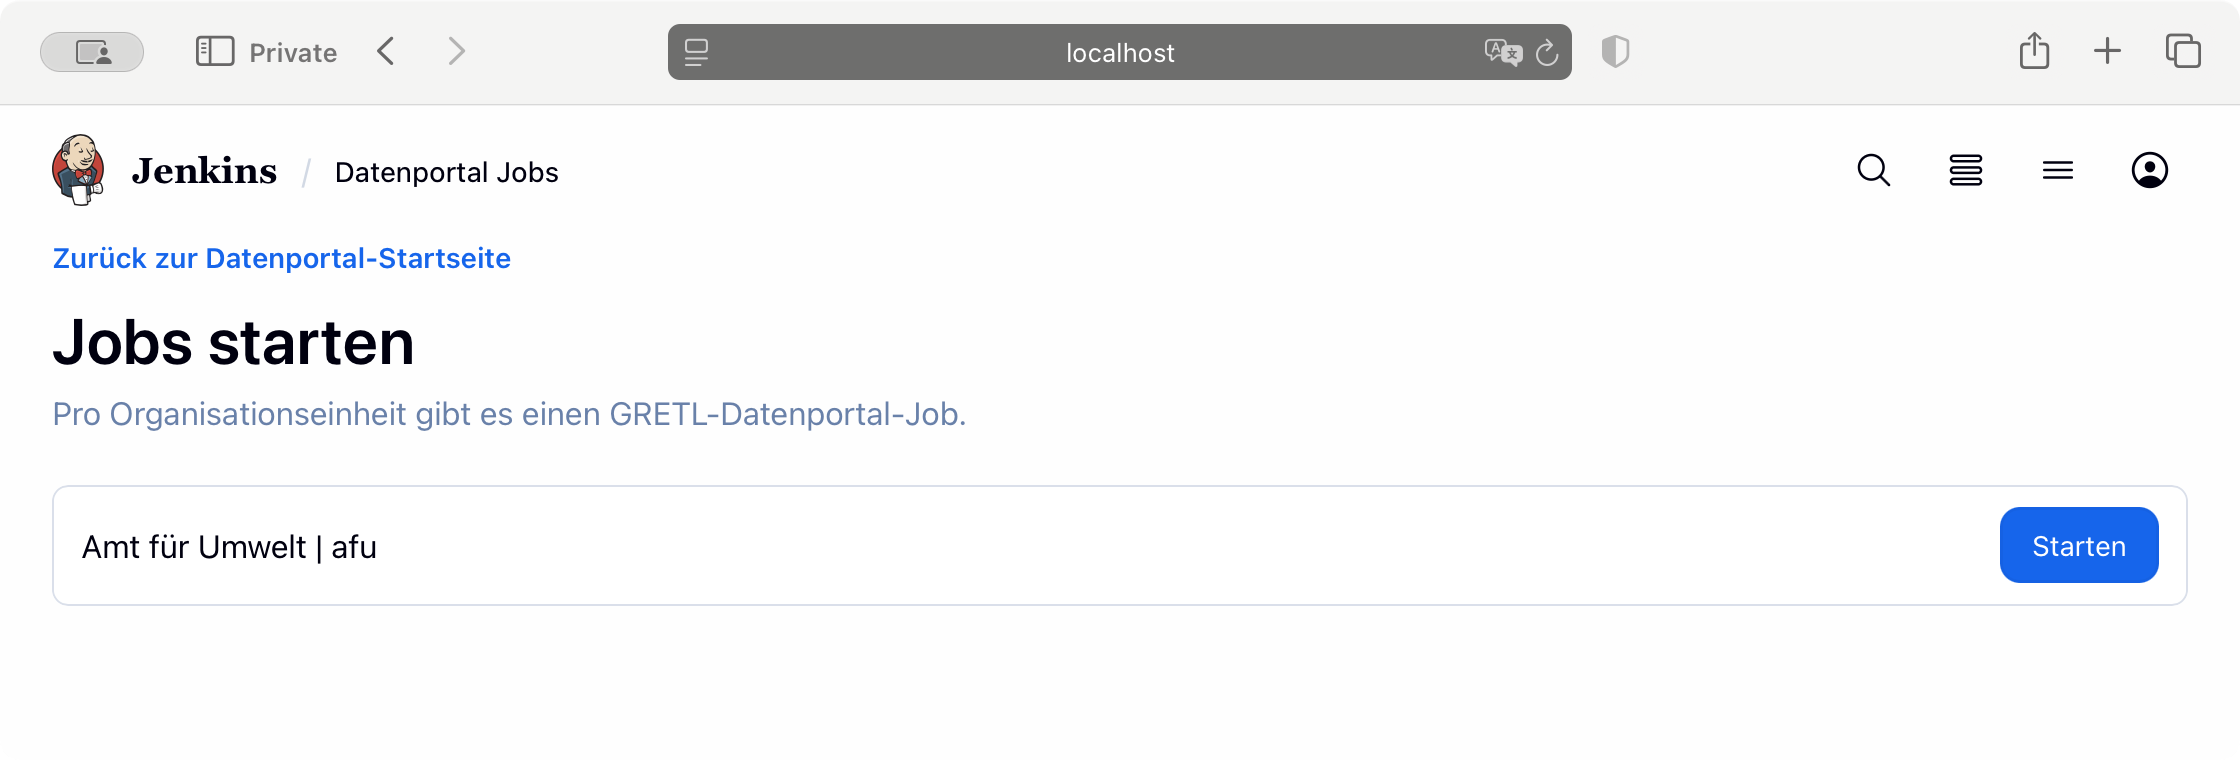 Private
localhost
Jenkins / Datenportal Jobs
Zurück zur Datenportal-Startseite
Jobs starten
Pro Organisationseinheit gibt es einen GRETL-Datenportal-Job.
Amt für Umwelt | afu
Starten